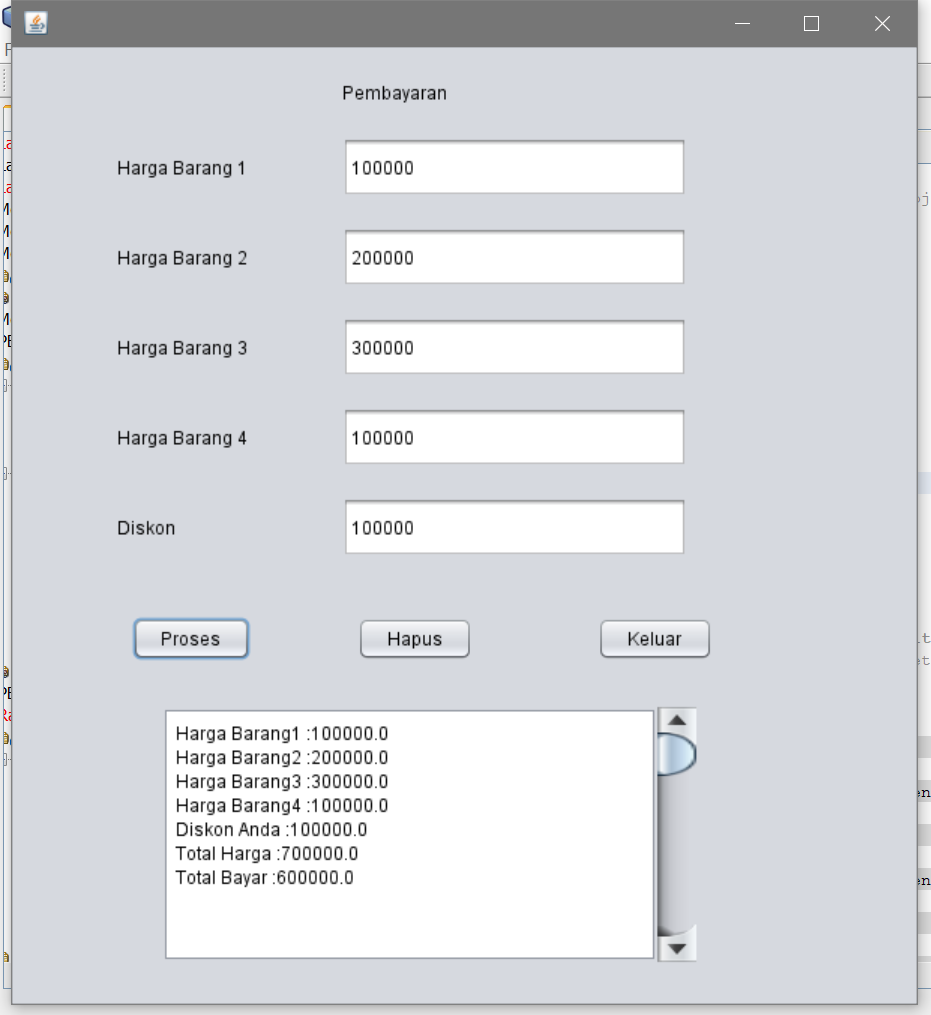 Pembayaran
Harga Barang 1 100000
Harga Barang 2 200000
Harga Barang 3 300000
Harga Barang 4 100000
Diskon 100000
Proses Hapus Keluar
Harga Barang1 :100000.0
Harga Barang2 :200000.0
Harga Barang3 :300000.0
Harga Barang4 :100000.0
Diskon Anda :100000.0
Total Harga :700000.0
Total Bayar :600000.0